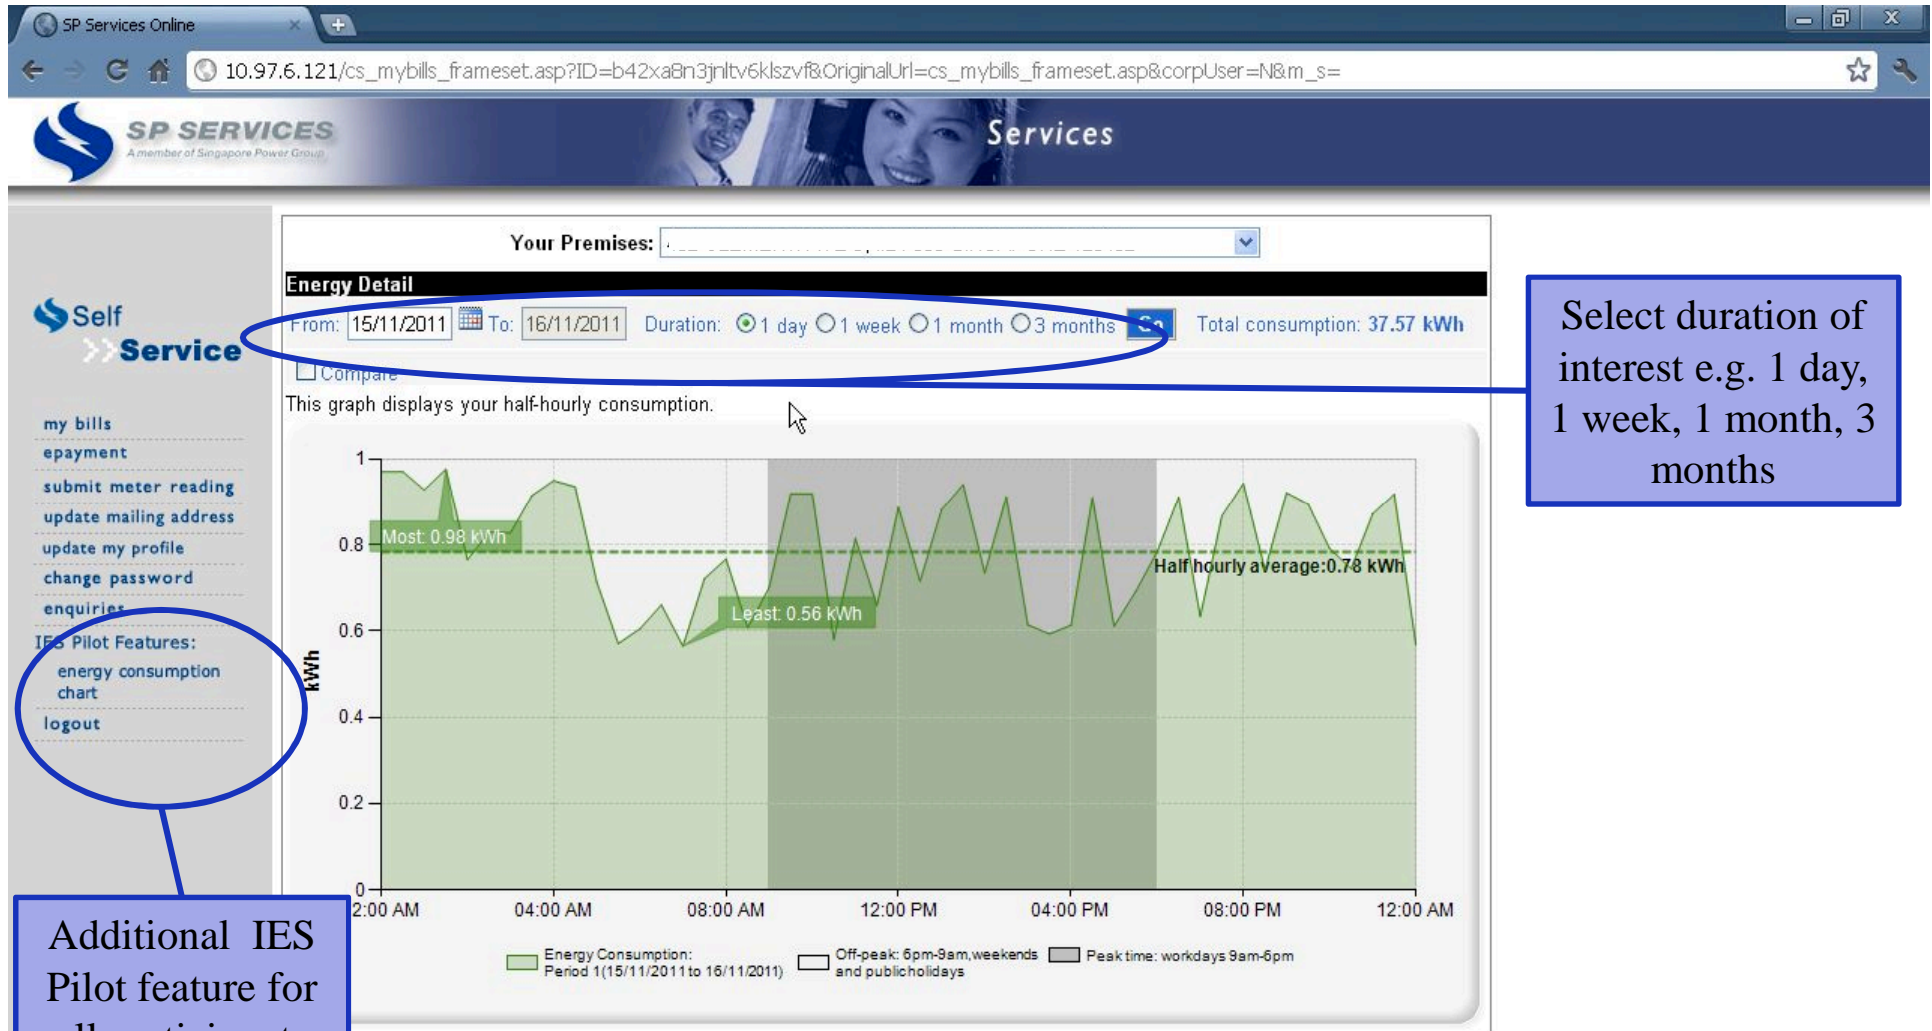 SP Services Online
10.97.6.121/cs_mybills_frameset.asp?ID=b42xa8n3jnltv6klszvf&OriginalUrl=cs_mybills_frameset.asp&corpUser=N&m_s=
SP SERVICES
A member of Singapore Power Group
Services
Your Premises:
Energy Detail
From: 15/11/2011 To: 16/11/2011 Duration: 1 day 1 week 1 month 3 months Go Total consumption: 37.57 kWh
Compare
This graph displays your half-hourly consumption.
Self
>>Service
my bills
epayment
submit meter reading
update mailing address
update my profile
change password
enquiries
IES Pilot Features:
energy consumption
chart
logout
Select duration of
interest e.g. 1 day,
1 week, 1 month, 3
months
1
0.8
0.6
0.4
0.2
0
kWh
Most: 0.98 kWh
Least: 0.56 kWh
Half hourly average:0.78 kWh
2:00 AM 04:00 AM 08:00 AM 12:00 PM 04:00 PM 08:00 PM 12:00 AM
Energy Consumption:
Period 1(15/11/2011 to 16/11/2011)
Off-peak: 6pm-9am,weekends
and publicholidays
Peak time: workdays 9am-6pm
Additional IES
Pilot feature for